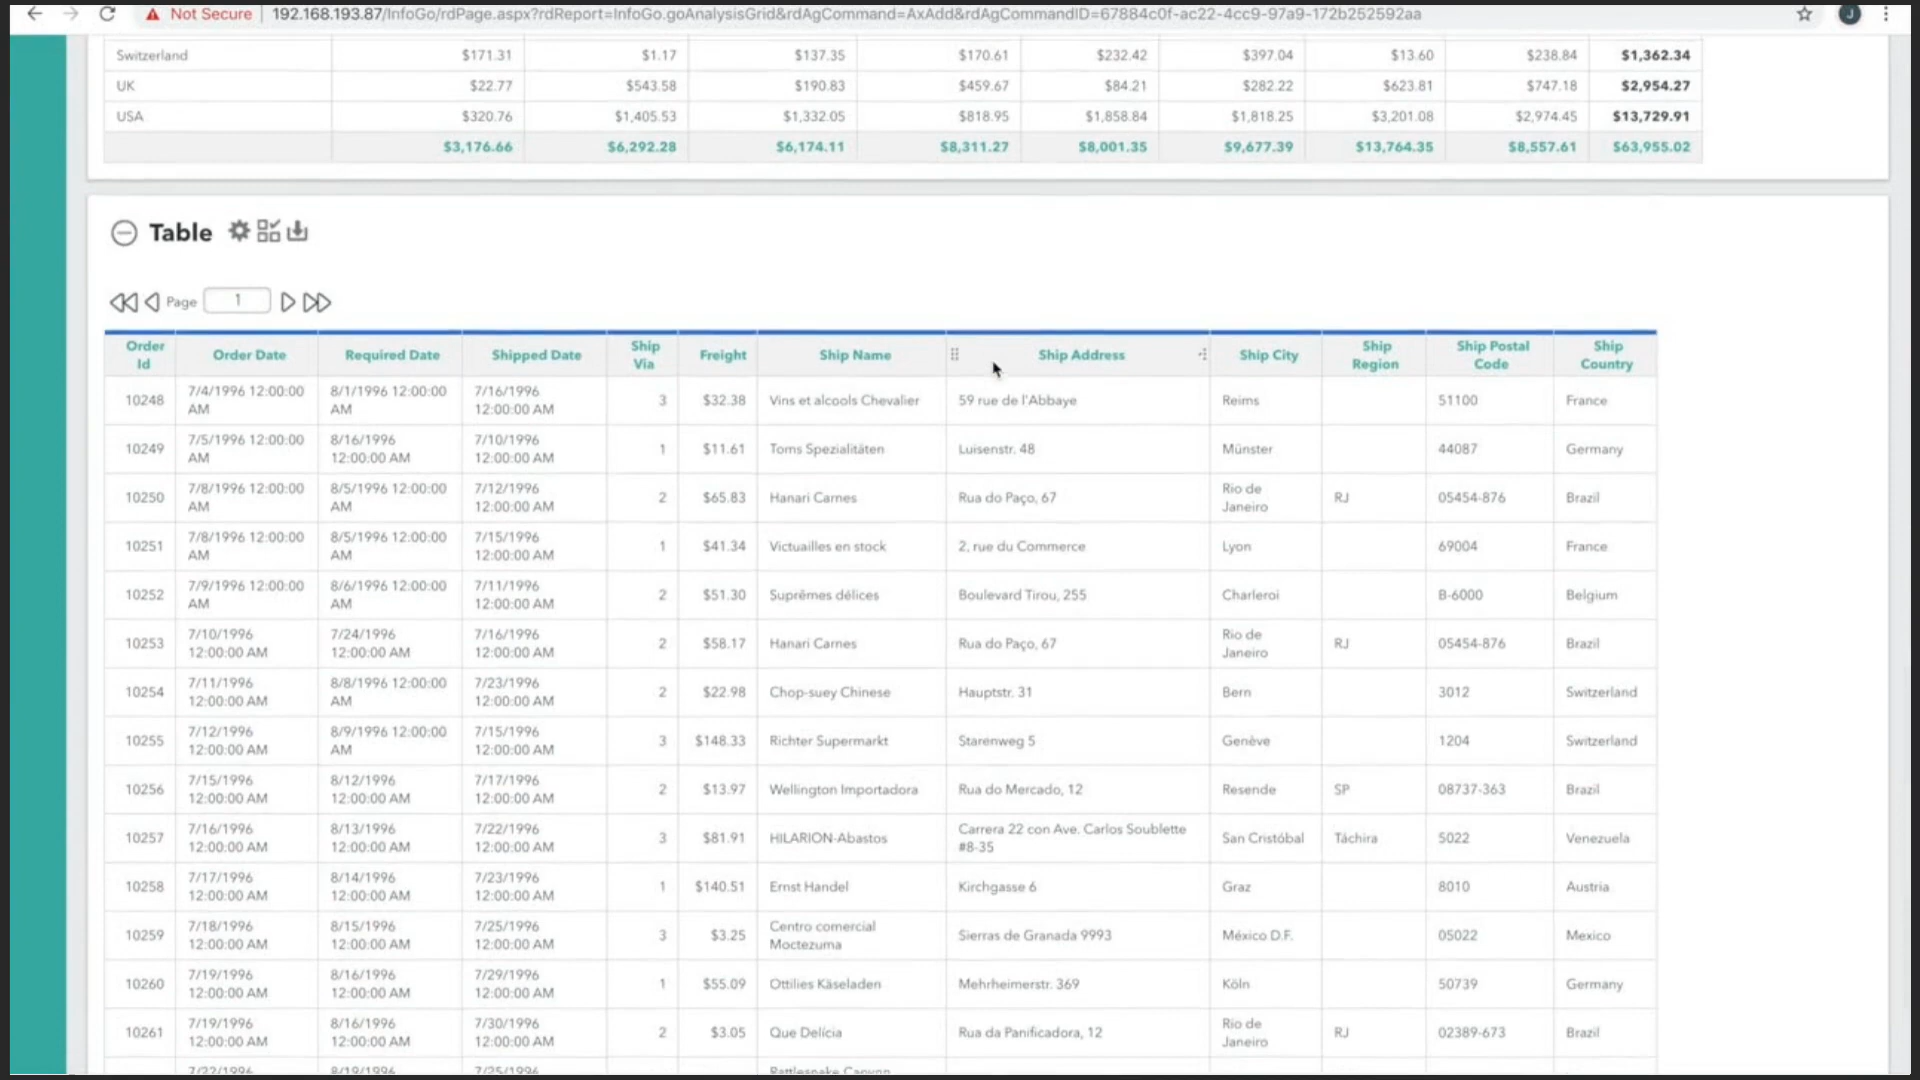 Not Secure 192.168.193.87/InfoGo/rdPage.aspx?rdReport=InfoGo.goAnalysisGrid&rdAgCommand=AxAdd&rdAgCommandID=67884c0f-ac22-4cc9-97a9-172b252592aa J
Switzerland $171.31 $1.17 $137.35 $170.61 $232.42 $397.04 $13.60 $238.84 $1,362.34
UK $22.77 $543.58 $190.83 $459.67 $84.21 $282.22 $623.81 $747.18 $2,954.27
USA $320.76 $1,405.53 $1,332.05 $818.95 $1,858.84 $1,818.25 $3,201.08 $2,974.45 $13,729.91
$3,176.66 $6,292.28 $6,174.11 $8,311.27 $8,001.35 $9,677.39 $13,764.35 $8,557.61 $63,955.02
Table
Page 1
Order Id Order Date Required Date Shipped Date Ship Via Freight Ship Name Ship Address Ship City Ship Region Ship Postal Code Ship Country
10248 7/4/1996 12:00:00 AM 8/1/1996 12:00:00 AM 7/16/1996 12:00:00 AM 3 $32.38 Vins et alcools Chevalier 59 rue de l'Abbaye Reims 51100 France
10249 7/5/1996 12:00:00 AM 8/16/1996 12:00:00 AM 7/10/1996 12:00:00 AM 1 $11.61 Toms Spezialitäten Luisenstr. 48 Münster 44087 Germany
10250 7/8/1996 12:00:00 AM 8/5/1996 12:00:00 AM 7/12/1996 12:00:00 AM 2 $65.83 Hanari Carnes Rua do Paço, 67 Rio de Janeiro RJ 05454-876 Brazil
10251 7/8/1996 12:00:00 AM 8/5/1996 12:00:00 AM 7/15/1996 12:00:00 AM 1 $41.34 Victuailles en stock 2, rue du Commerce Lyon 69004 France
10252 7/9/1996 12:00:00 AM 8/6/1996 12:00:00 AM 7/11/1996 12:00:00 AM 2 $51.30 Suprêmes délices Boulevard Tirou, 255 Charleroi B-6000 Belgium
10253 7/10/1996 12:00:00 AM 7/24/1996 12:00:00 AM 7/16/1996 12:00:00 AM 2 $58.17 Hanari Carnes Rua do Paço, 67 Rio de Janeiro RJ 05454-876 Brazil
10254 7/11/1996 12:00:00 AM 8/8/1996 12:00:00 AM 7/23/1996 12:00:00 AM 2 $22.98 Chop-suey Chinese Hauptstr. 31 Bern 3012 Switzerland
10255 7/12/1996 12:00:00 AM 8/9/1996 12:00:00 AM 7/15/1996 12:00:00 AM 3 $148.33 Richter Supermarkt Starenweg 5 Genève 1204 Switzerland
10256 7/15/1996 12:00:00 AM 8/12/1996 12:00:00 AM 7/17/1996 12:00:00 AM 2 $13.97 Wellington Importadora Rua do Mercado, 12 Resende SP 08737-363 Brazil
10257 7/16/1996 12:00:00 AM 8/13/1996 12:00:00 AM 7/22/1996 12:00:00 AM 3 $81.91 HILARION-Abastos Carrera 22 con Ave. Carlos Soublette #8-35 San Cristóbal Táchira 5022 Venezuela
10258 7/17/1996 12:00:00 AM 8/14/1996 12:00:00 AM 7/23/1996 12:00:00 AM 1 $140.51 Ernst Handel Kirchgasse 6 Graz 8010 Austria
10259 7/18/1996 12:00:00 AM 8/15/1996 12:00:00 AM 7/25/1996 12:00:00 AM 3 $3.25 Centro comercial Moctezuma Sierras de Granada 9993 México D.F. 05022 Mexico
10260 7/19/1996 12:00:00 AM 8/16/1996 12:00:00 AM 7/29/1996 12:00:00 AM 1 $55.09 Ottilies Käseladen Mehrheimerstr. 369 Köln 50739 Germany
10261 7/19/1996 12:00:00 AM 8/16/1996 12:00:00 AM 7/30/1996 12:00:00 AM 2 $3.05 Que Delícia Rua da Panificadora, 12 Rio de Janeiro RJ 02389-673 Brazil
7/22/1996 8/19/1996 7/25/1996 Rattlesnake Canyon